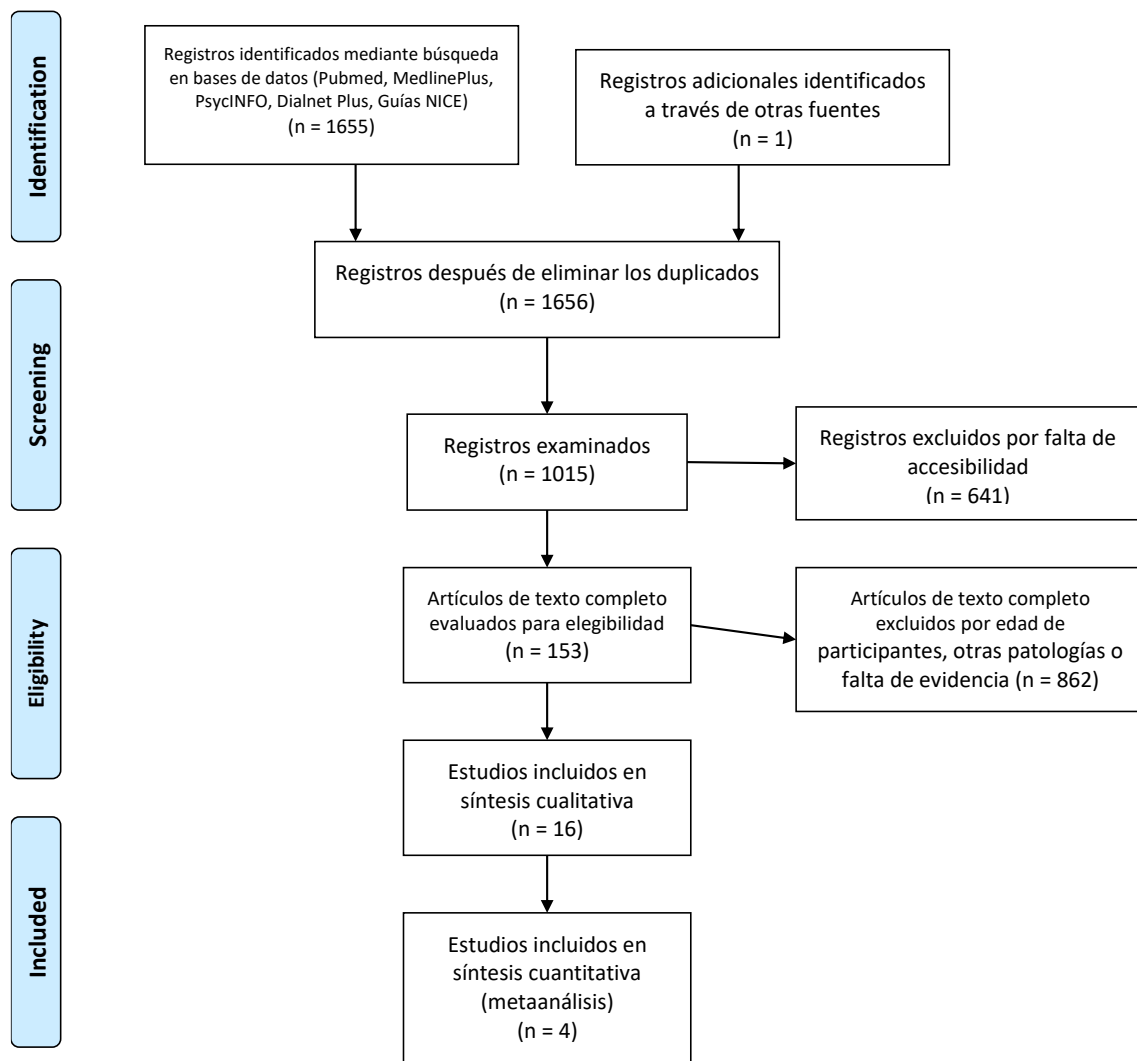 Identification
Registros identificados mediante búsqueda
en bases de datos (Pubmed, MedlinePlus,
PsycINFO, Dialnet Plus, Guías NICE)
(n = 1655)
Registros adicionales identificados
a través de otras fuentes
(n = 1)
Registros después de eliminar los duplicados
(n = 1656)
Screening
Registros examinados
(n = 1015)
Registros excluidos por falta de
accesibilidad
(n = 641)
Eligibility
Artículos de texto completo
evaluados para elegibilidad
(n = 153)
Artículos de texto completo
excluidos por edad de
participantes, otras patologías o
falta de evidencia (n = 862)
Estudios incluidos en
síntesis cualitativa
(n = 16)
Included
Estudios incluidos en
síntesis cuantitativa
(metaanálisis)
(n = 4)